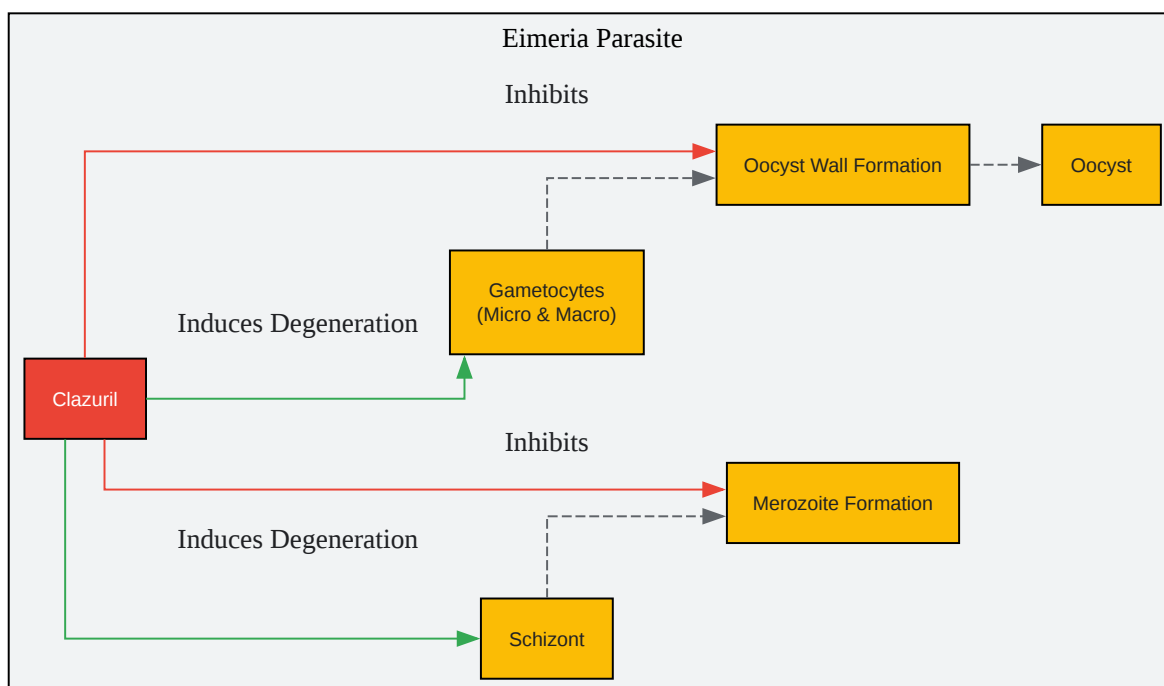 Eimeria Parasite
Inhibits
Oocyst Wall Formation
Oocyst
Gametocytes
(Micro & Macro)
Induces Degeneration
Clazuril
Inhibits
Merozoite Formation
Induces Degeneration
Schizont